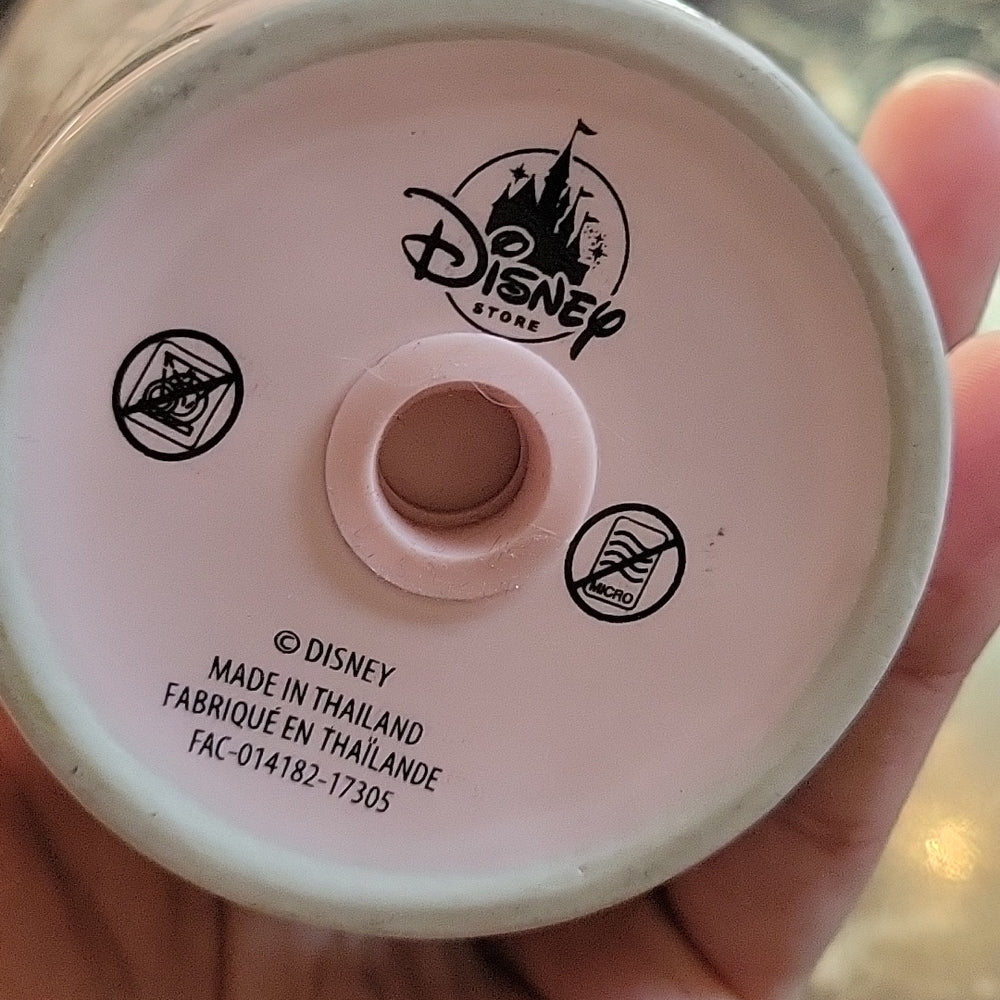 DISNEY
STORE
MICRO
© DISNEY
MADE IN THAILAND
FABRIQUÉ EN THAÏLANDE
FAC-014182-17305